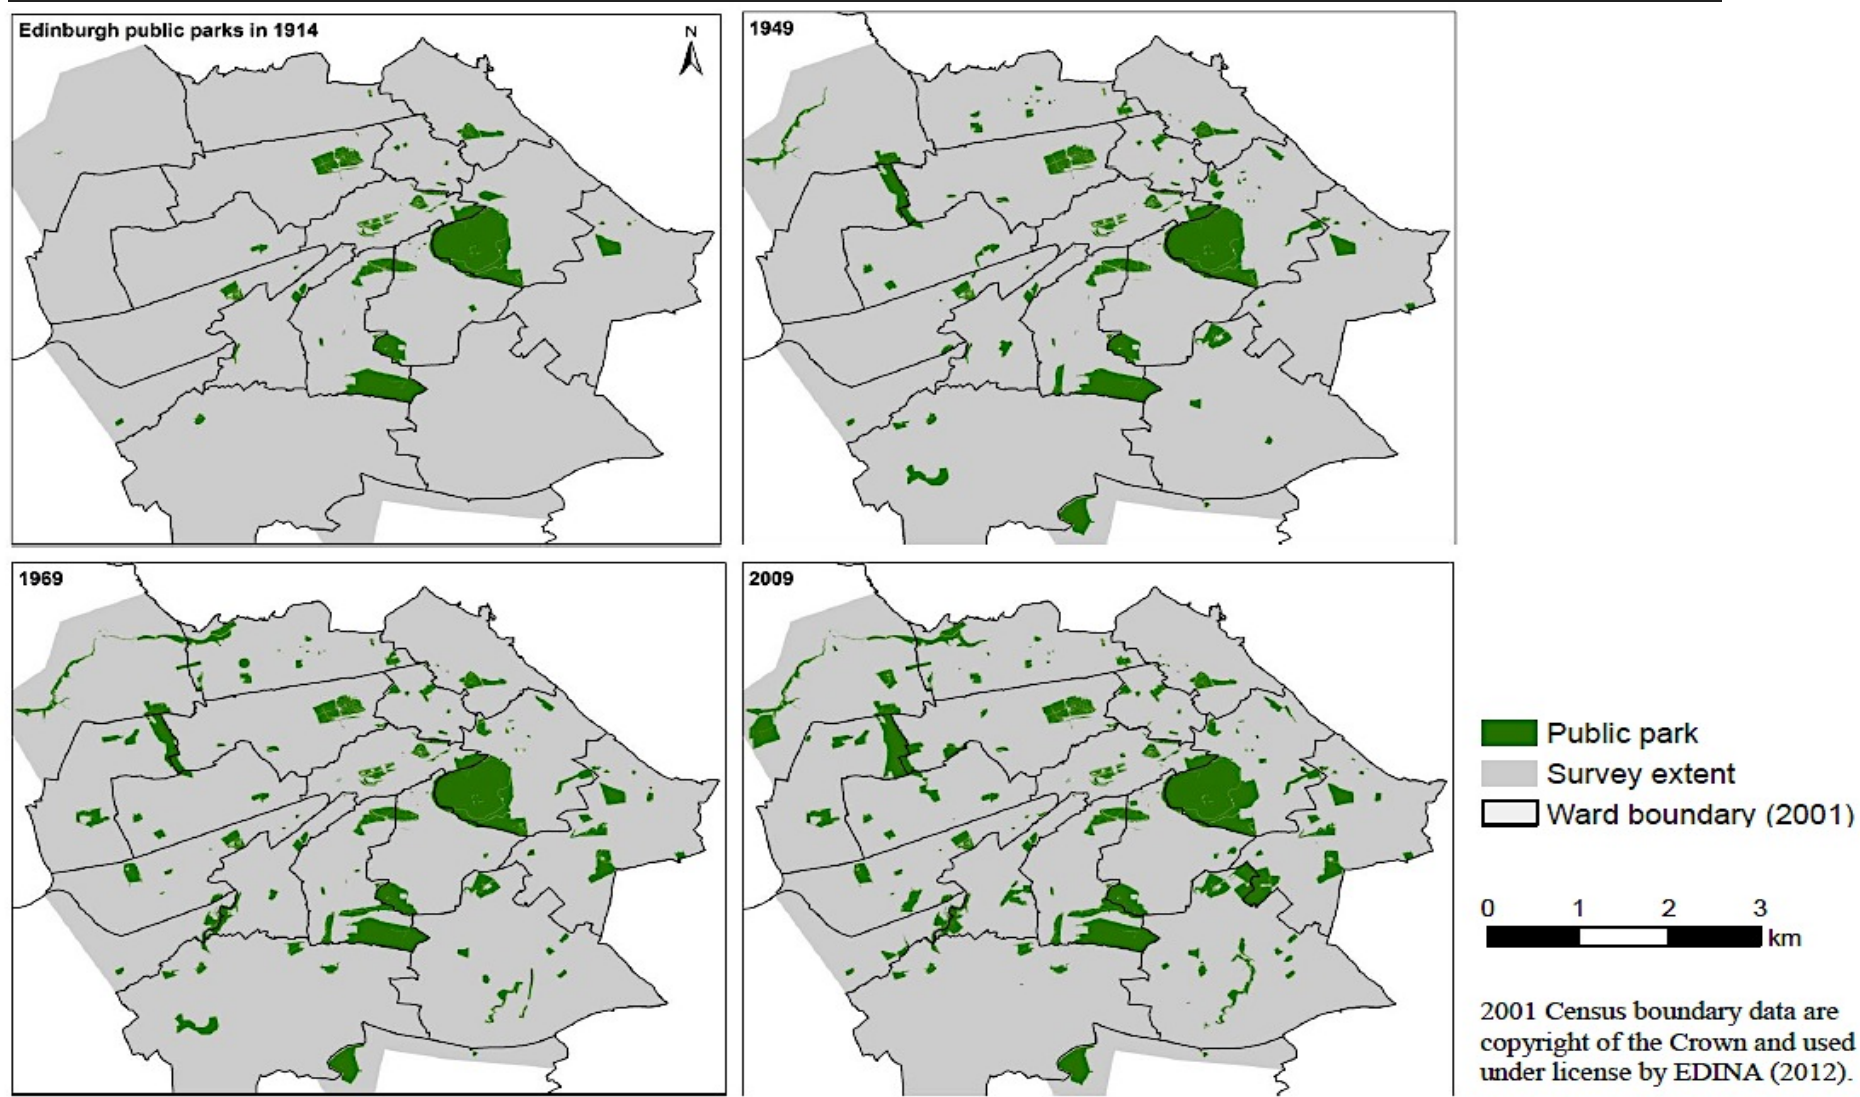 Edinburgh public parks in 1914
N
1949
1969
2009
Public park
Survey extent
Ward boundary (2001)
0 1 2 3
km
2001 Census boundary data are
copyright of the Crown and used
under license by EDINA (2012).